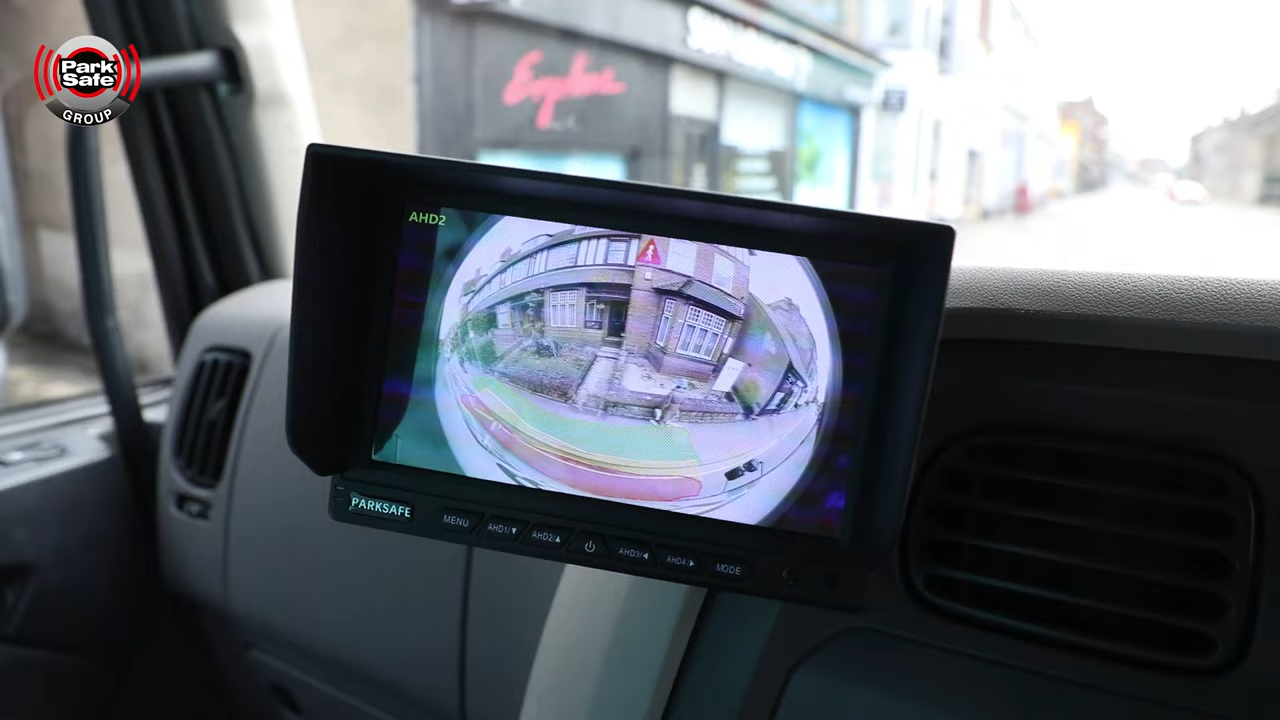 Park
Safe
GROUP
AHD2
PARKSAFE
MENU
AHD1/▼
AHD2/▲
AHD3/◀
AHD4/▶
MODE